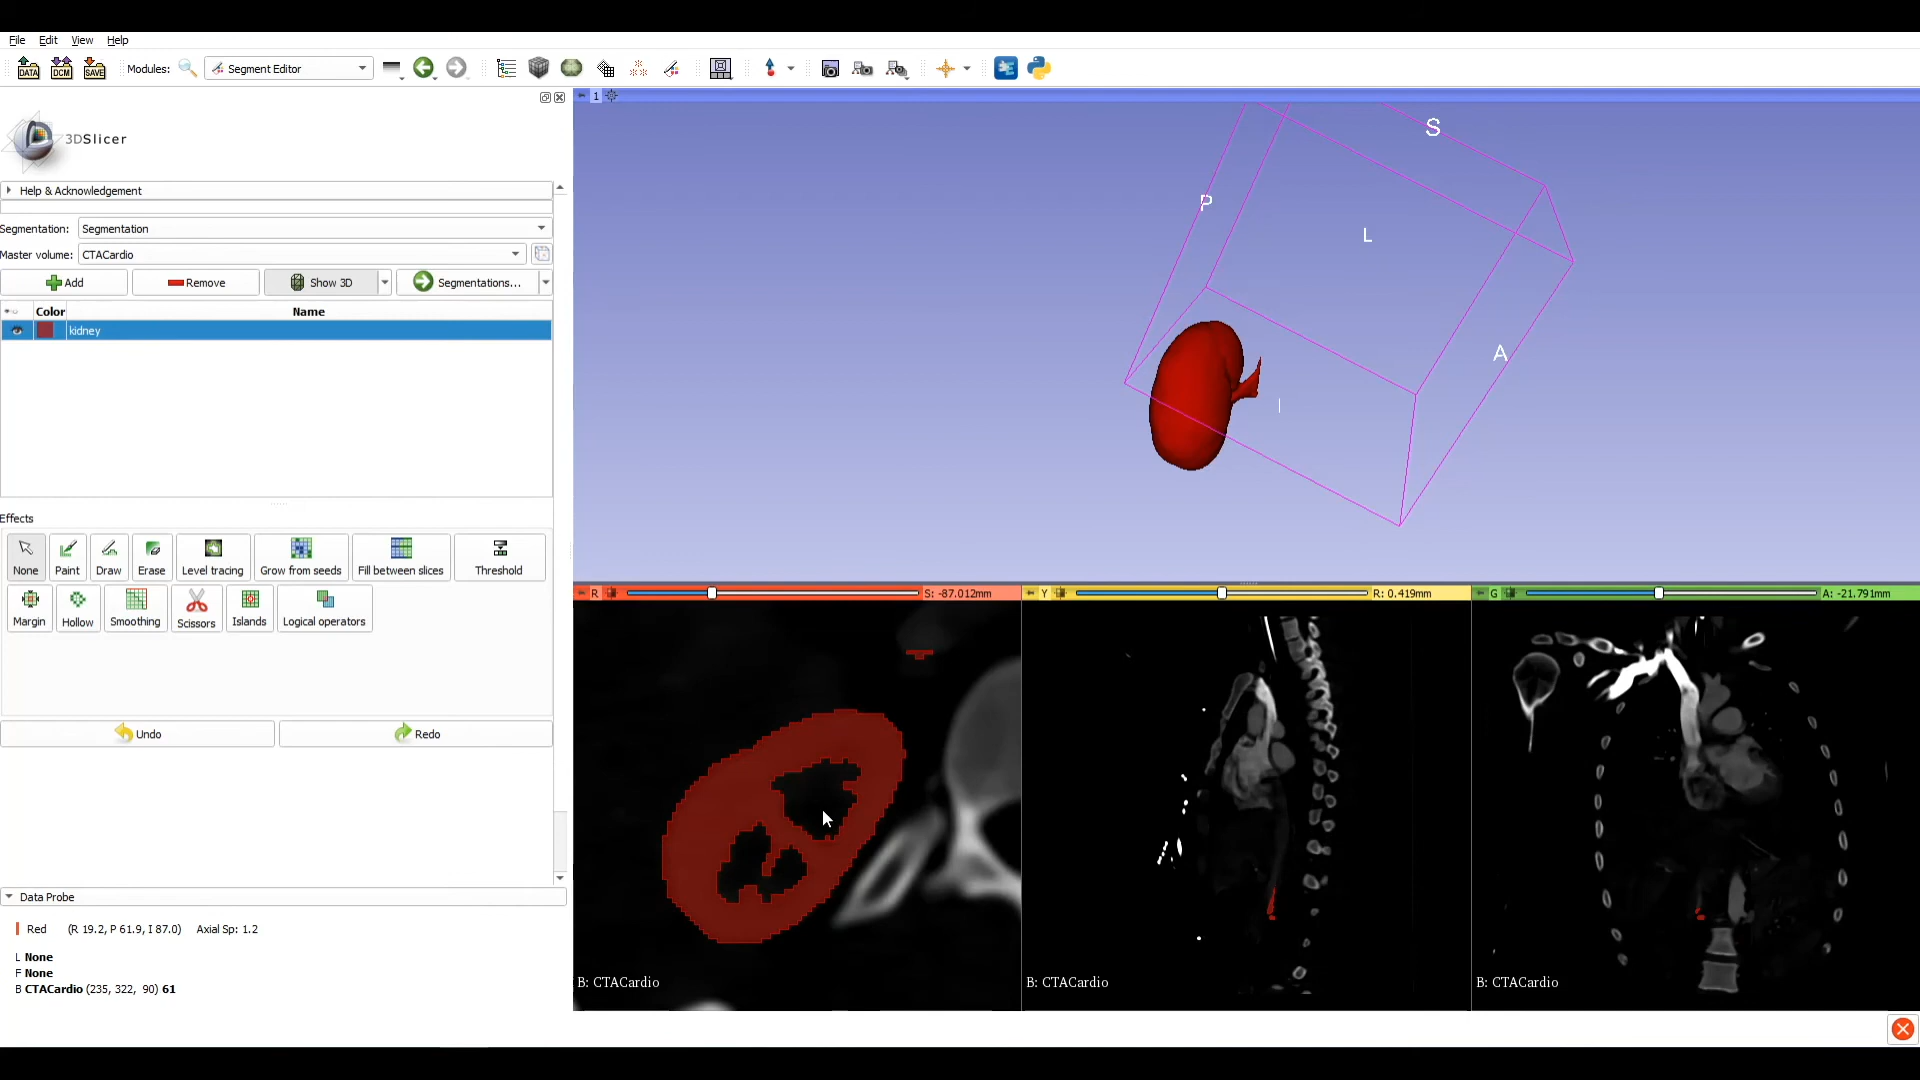 File Edit View Help
DATA DCM SAVE Modules: Segment Editor
1
3DSlicer
Help & Acknowledgement
Segmentation: Segmentation
Master volume: CTACardio
Add Remove Show 3D Segmentations...
Color Name
kidney
Effects
None Paint Draw Erase Level tracing Grow from seeds Fill between slices Threshold
Margin Hollow Smoothing Scissors Islands Logical operators
Undo Redo
Data Probe
Red (R 19.2, P 61.9, I 87.0) Axial Sp: 1.2
L None
F None
B CTACardio (235, 322, 90) 61
S
P
L
A
I
R S: -87.012mm
B: CTACardio
Y R: 0.419mm
B: CTACardio
G A: -21.791mm
B: CTACardio